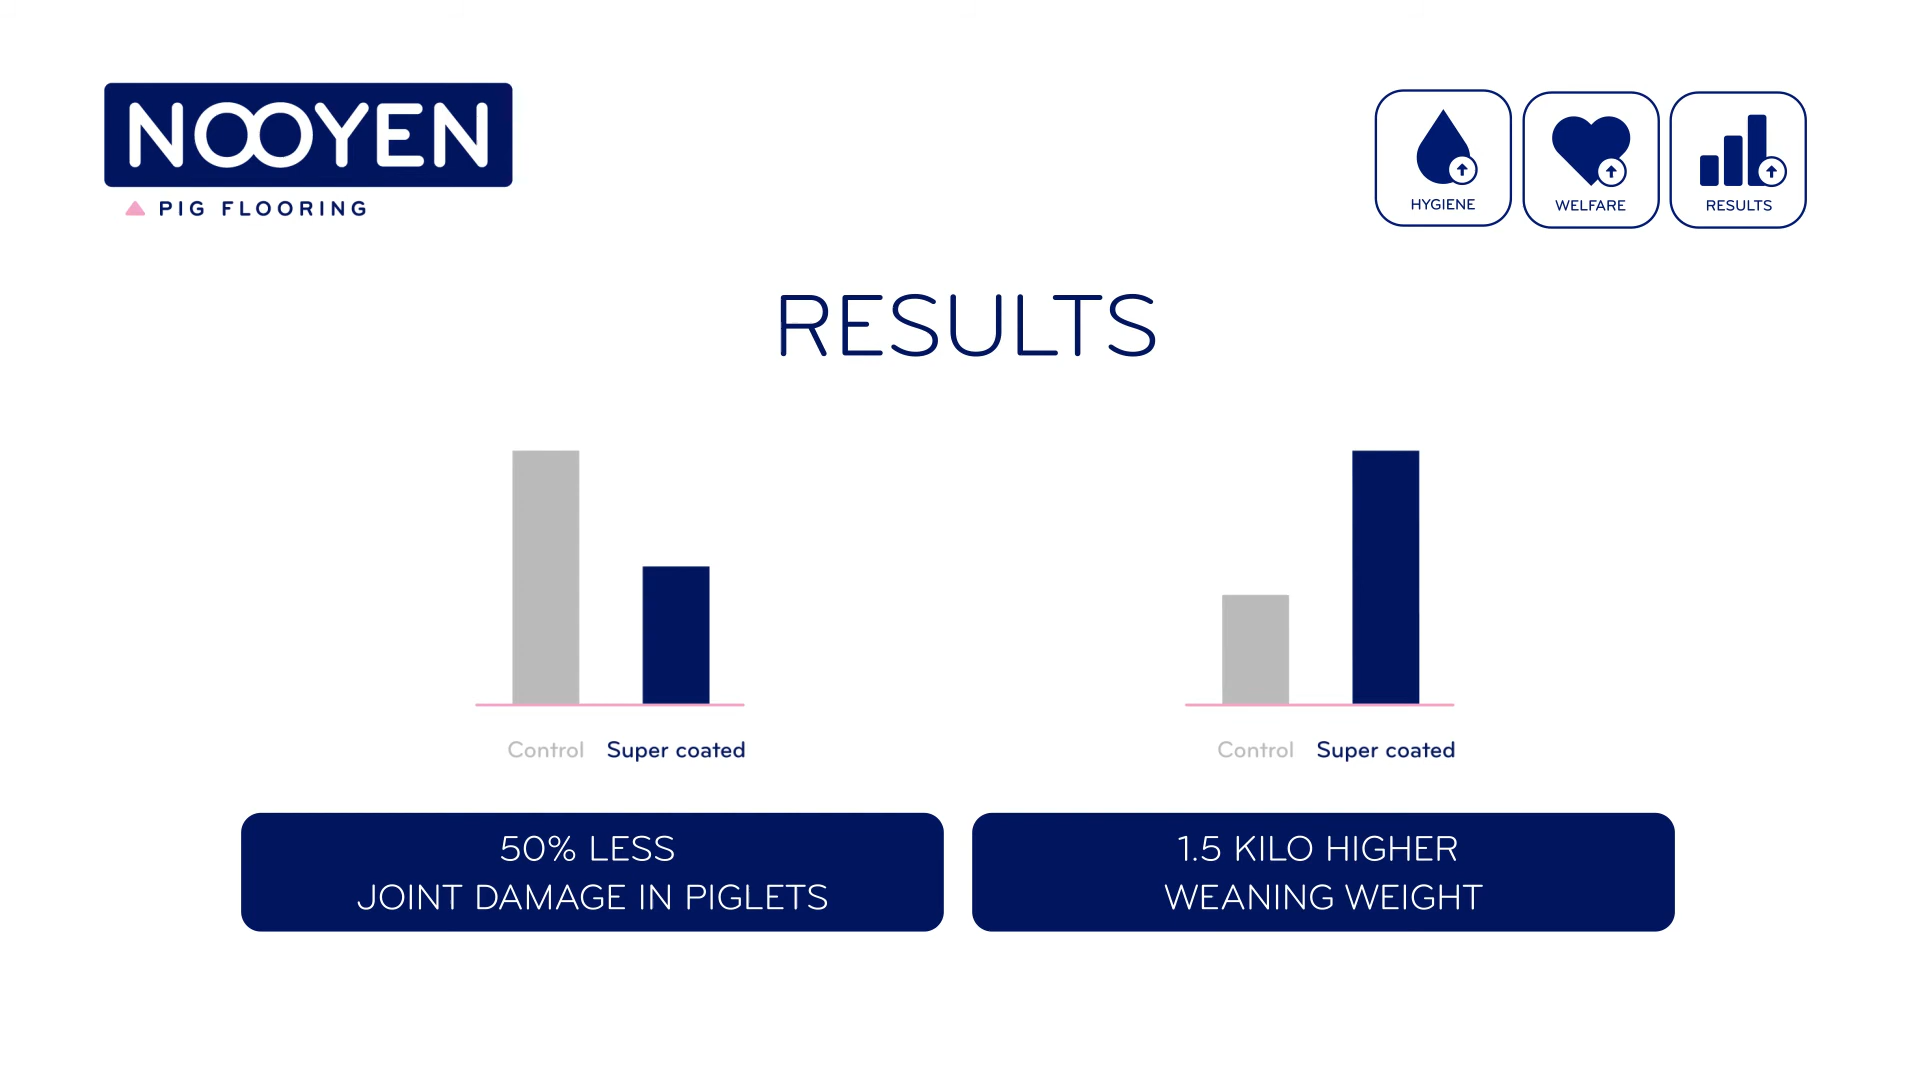 NOOYEN
PIG FLOORING
HYGIENE
WELFARE
RESULTS
RESULTS
Control Super coated
Control Super coated
50% LESS
JOINT DAMAGE IN PIGLETS
1.5 KILO HIGHER
WEANING WEIGHT